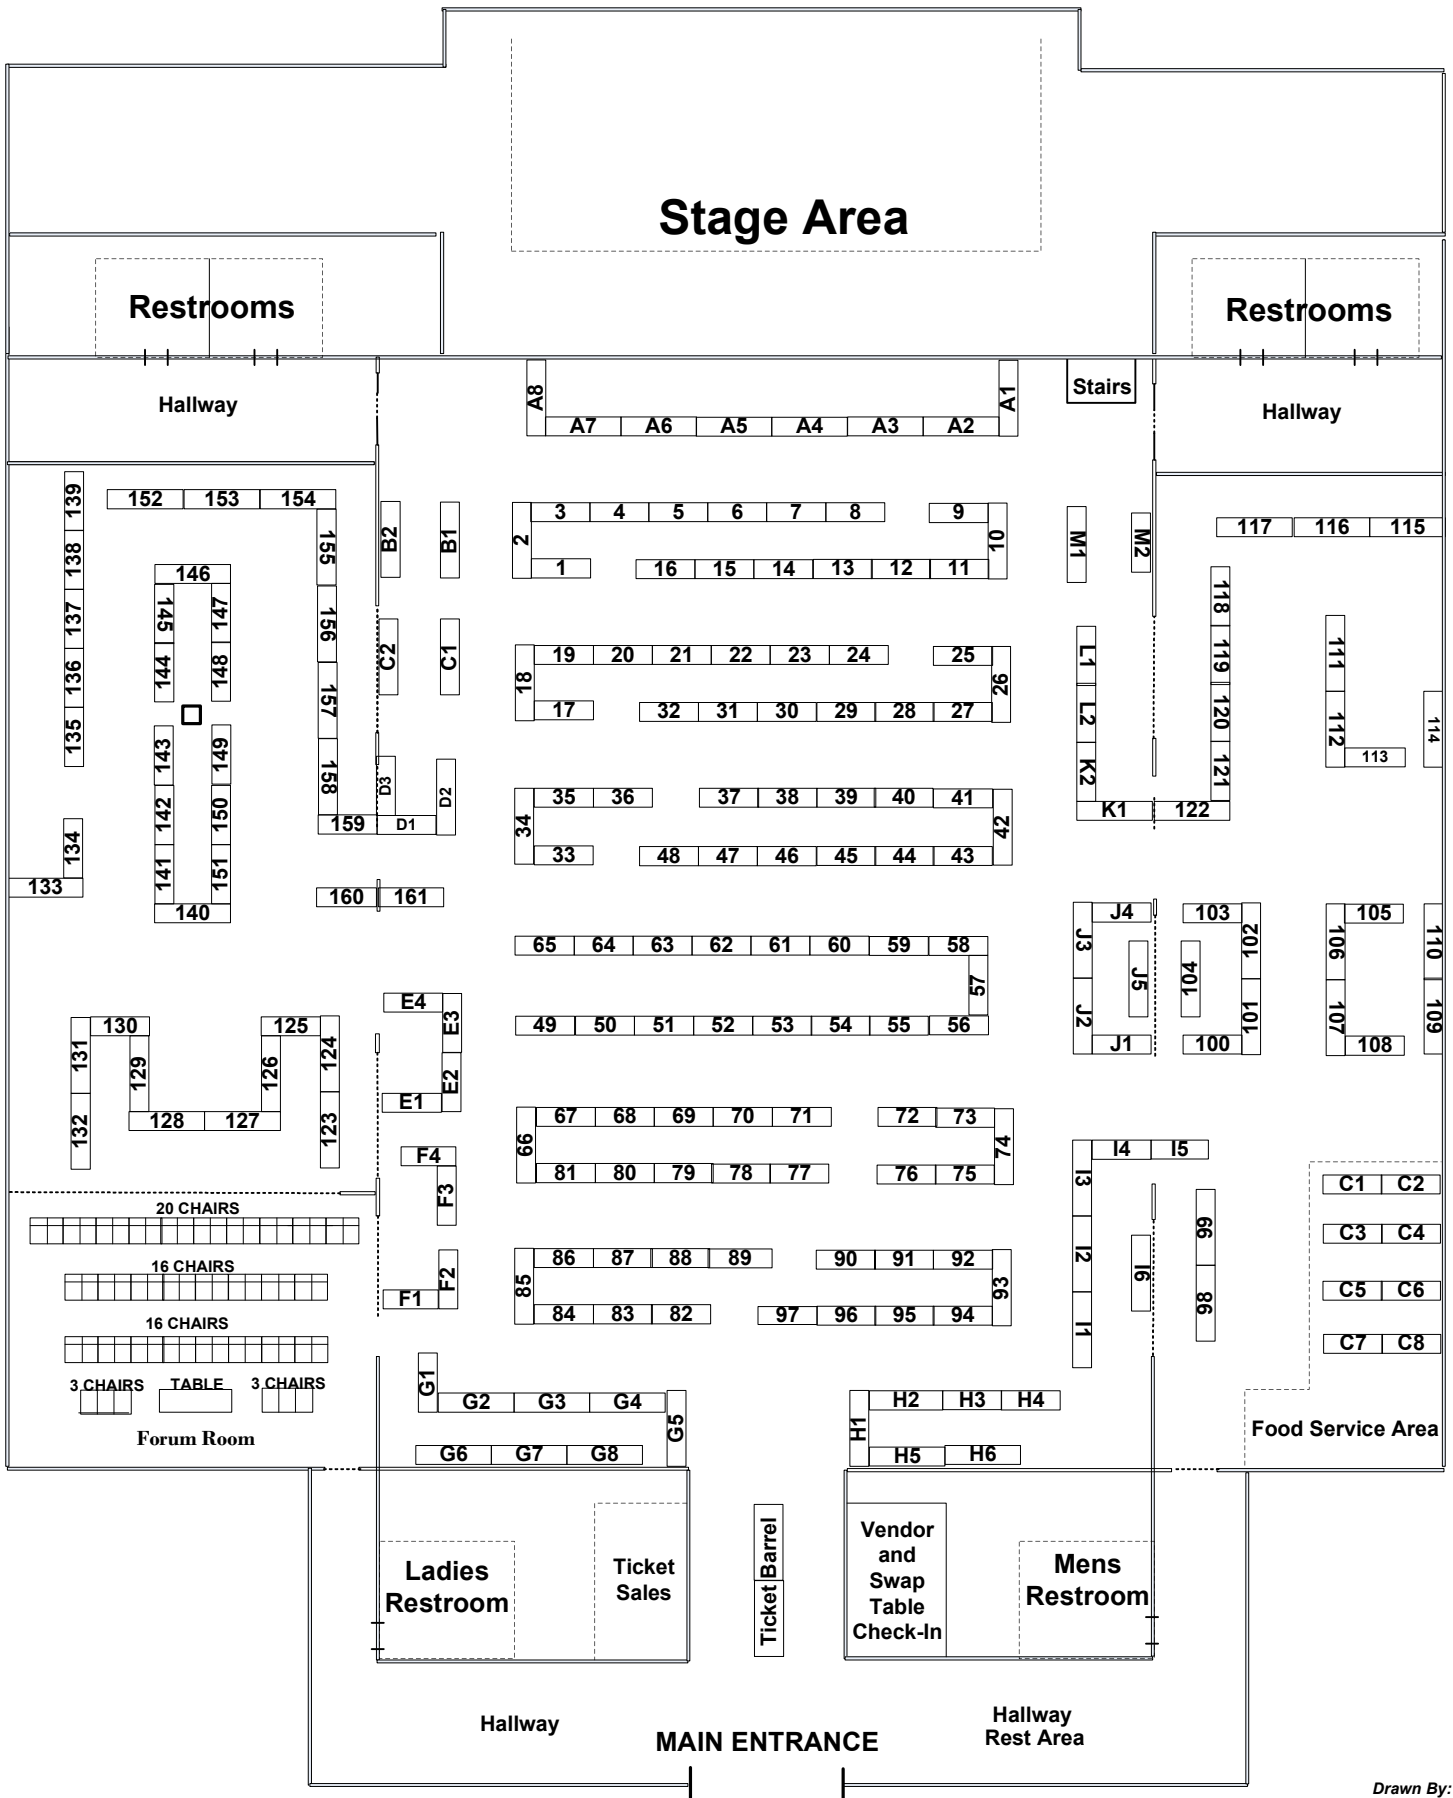 Stage Area
Restrooms
Restrooms
Hallway
Stairs
Hallway
A8
A1
A7 A6 A5 A4 A3 A2
139
152 153 154
B2
B1
3 4 5 6 7 8 9
2
10
M1
M2
117 116 115
138
155
1 16 15 14 13 12 11
146
137
145
147
156
118
136
144
148
C2
C1
19 20 21 22 23 24 25
18
26
L1
119
111
135
157
17 32 31 30 29 28 27
L2
120
112
114
143
149
113
158
D3
D2
K2
121
142
150
35 36 37 38 39 40 41
34
42
159 D1
K1 122
134
141
151
33 48 47 46 45 44 43
133
160 161
140
J4 103 105
J3
102
106
110
65 64 63 62 61 60 59 58
J5
104
57
E4
E3
J2
101
107
109
130 125
49 50 51 52 53 54 55 56
J1 100 108
131
129
126
124
E2
E1
128 127
132
123
67 68 69 70 71 72 73
66
74
F4
I4 I5
81 80 79 78 77 76 75
F3
I3
C1 C2
20 CHAIRS
99
C3 C4
16 CHAIRS
86 87 88 89 90 91 92
85
93
F2
I2
I6
C5 C6
F1
84 83 82 97 96 95 94
98
16 CHAIRS
I1
C7 C8
3 CHAIRS TABLE 3 CHAIRS
G1
G2 G3 G4
G5
H1
H2 H3 H4
Forum Room
Food Service Area
G6 G7 G8
H5 H6
Ladies
Restroom
Ticket
Sales
Ticket Barrel
Vendor
and
Swap
Table
Check-In
Mens
Restroom
Hallway
MAIN ENTRANCE
Hallway
Rest Area
Drawn By: